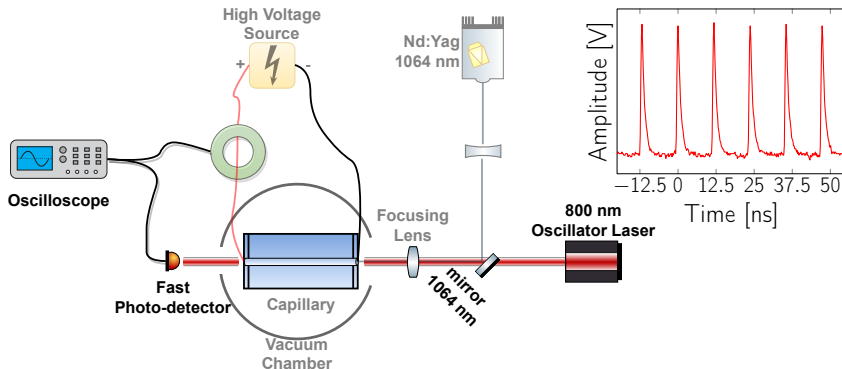 High Voltage
Source
+ -
Nd:Yag
1064 nm
Oscilloscope
Focusing
Lens
800 nm
Oscillator Laser
mirror
1064 nm
Fast
Photo-detector
Capillary
Vacuum
Chamber
Amplitude [V]
−12.5 0 12.5 25 37.5 50
Time [ns]